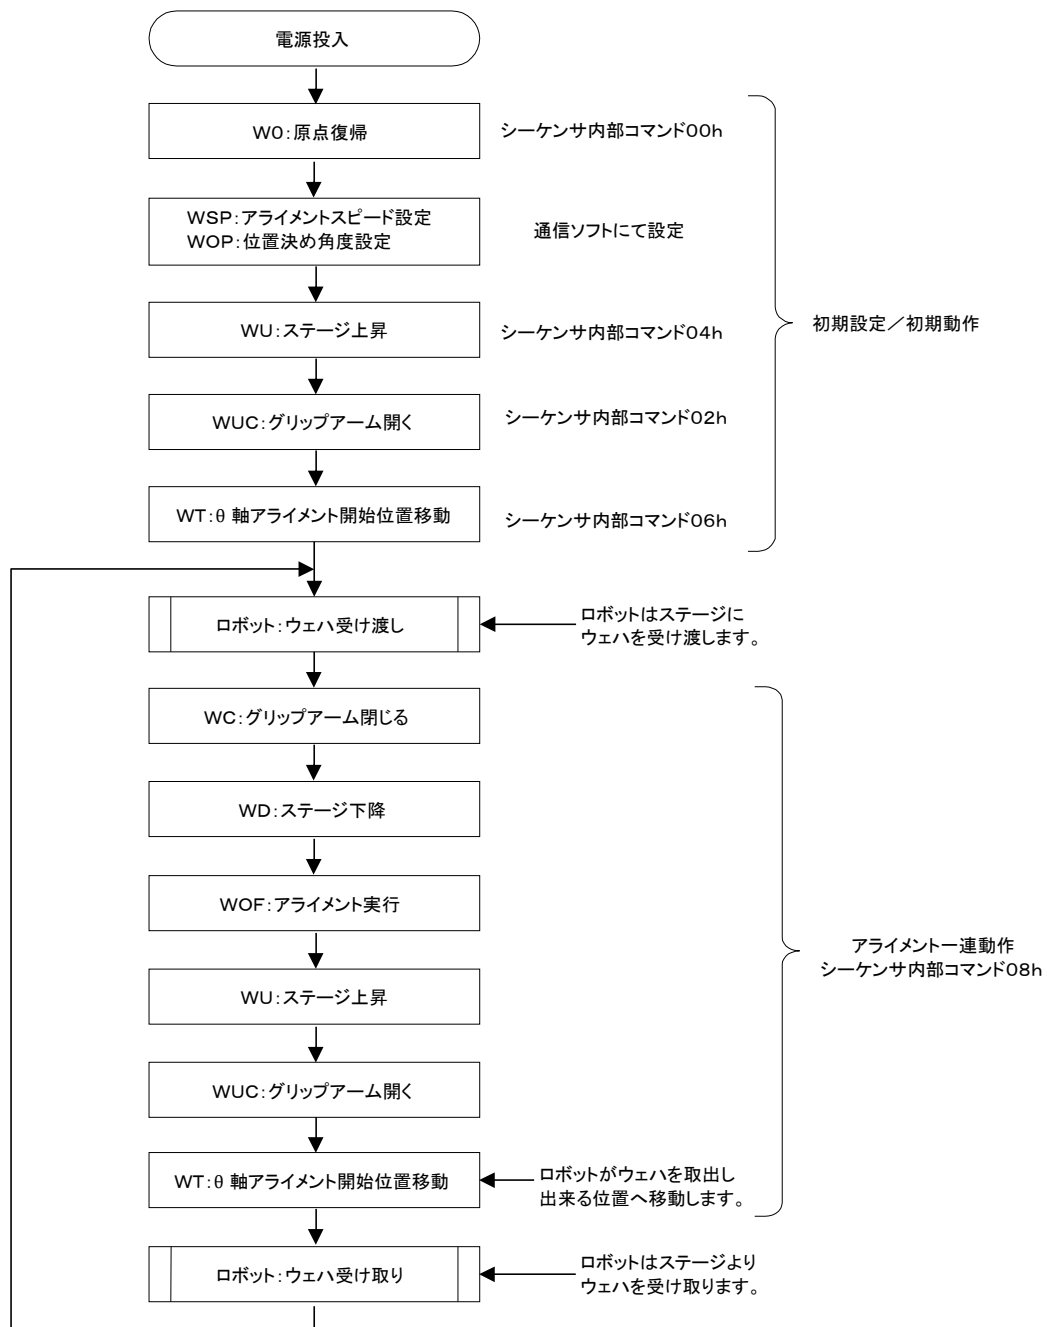 電源投入
W0:原点復帰
シーケンサ内部コマンド00h
WSP:アライメントスピード設定
WOP:位置決め角度設定
通信ソフトにて設定
WU:ステージ上昇
シーケンサ内部コマンド04h
初期設定/初期動作
WUC:グリップアーム開く
シーケンサ内部コマンド02h
WT:θ 軸アライメント開始位置移動
シーケンサ内部コマンド06h
ロボット:ウェハ受け渡し
ロボットはステージに
ウェハを受け渡します。
WC:グリップアーム閉じる
WD:ステージ下降
WOF:アライメント実行
アライメント一連動作
シーケンサ内部コマンド08h
WU:ステージ上昇
WUC:グリップアーム開く
WT:θ 軸アライメント開始位置移動
ロボットがウェハを取出し
出来る位置へ移動します。
ロボット:ウェハ受け取り
ロボットはステージより
ウェハを受け取ります。